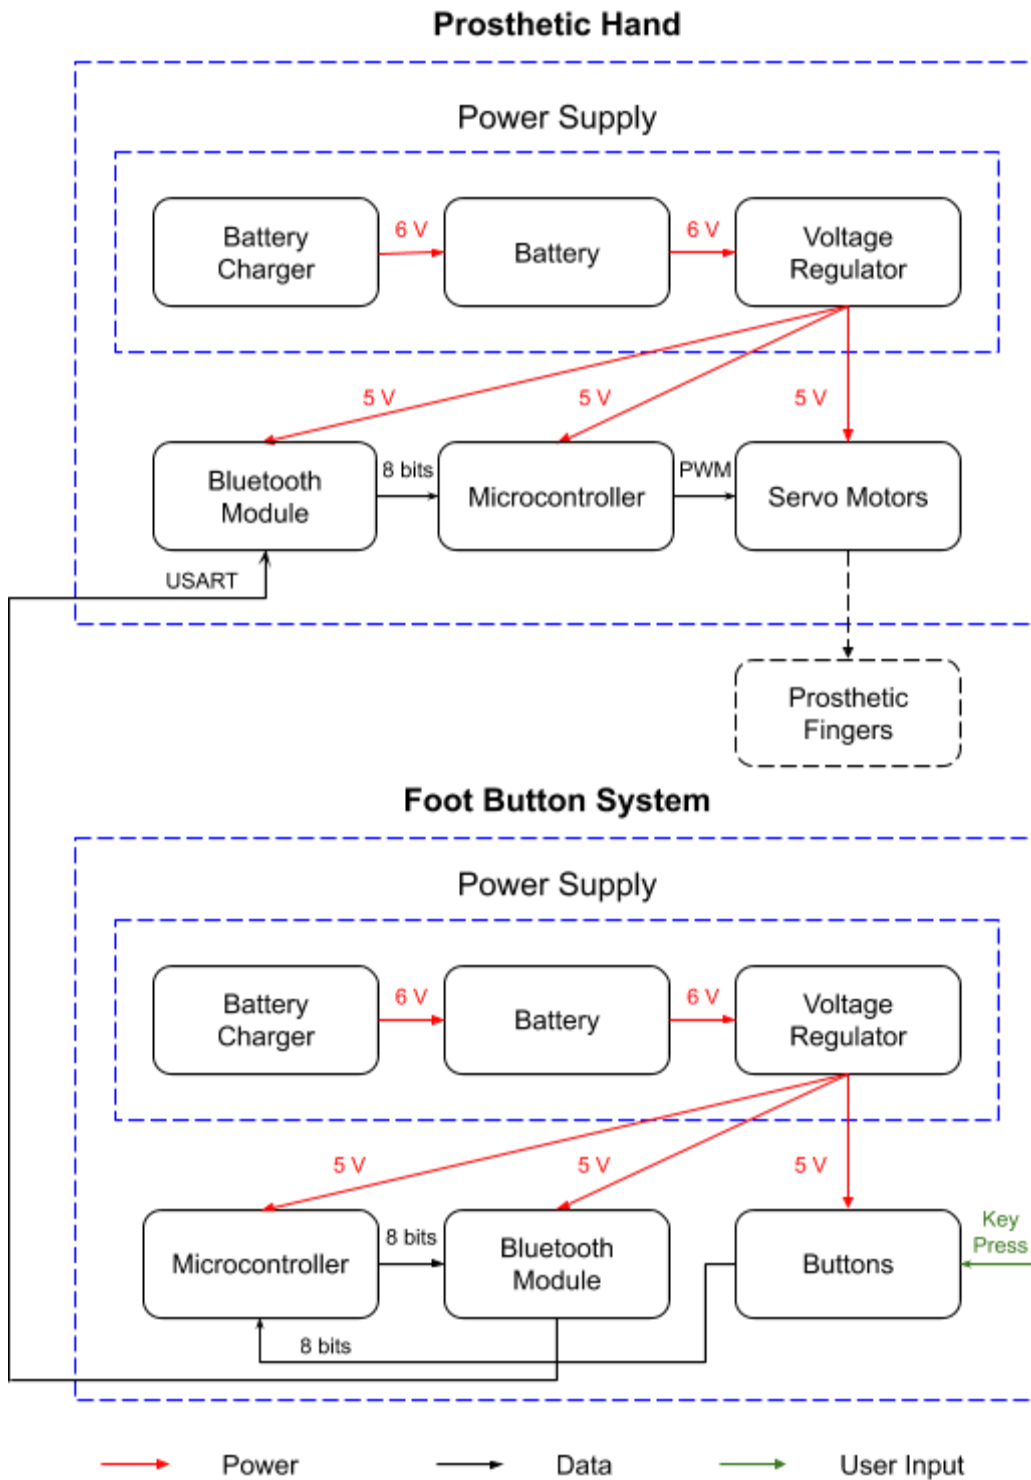 Prosthetic Hand
Power Supply
Battery
Charger
6 V
Battery
6 V
Voltage
Regulator
5 V
5 V
5 V
Bluetooth
Module
8 bits
Microcontroller
PWM
Servo Motors
USART
Prosthetic
Fingers
Foot Button System
Power Supply
Battery
Charger
6 V
Battery
6 V
Voltage
Regulator
5 V
5 V
5 V
Microcontroller
8 bits
Bluetooth
Module
Buttons
Key
Press
8 bits
Power
Data
User Input